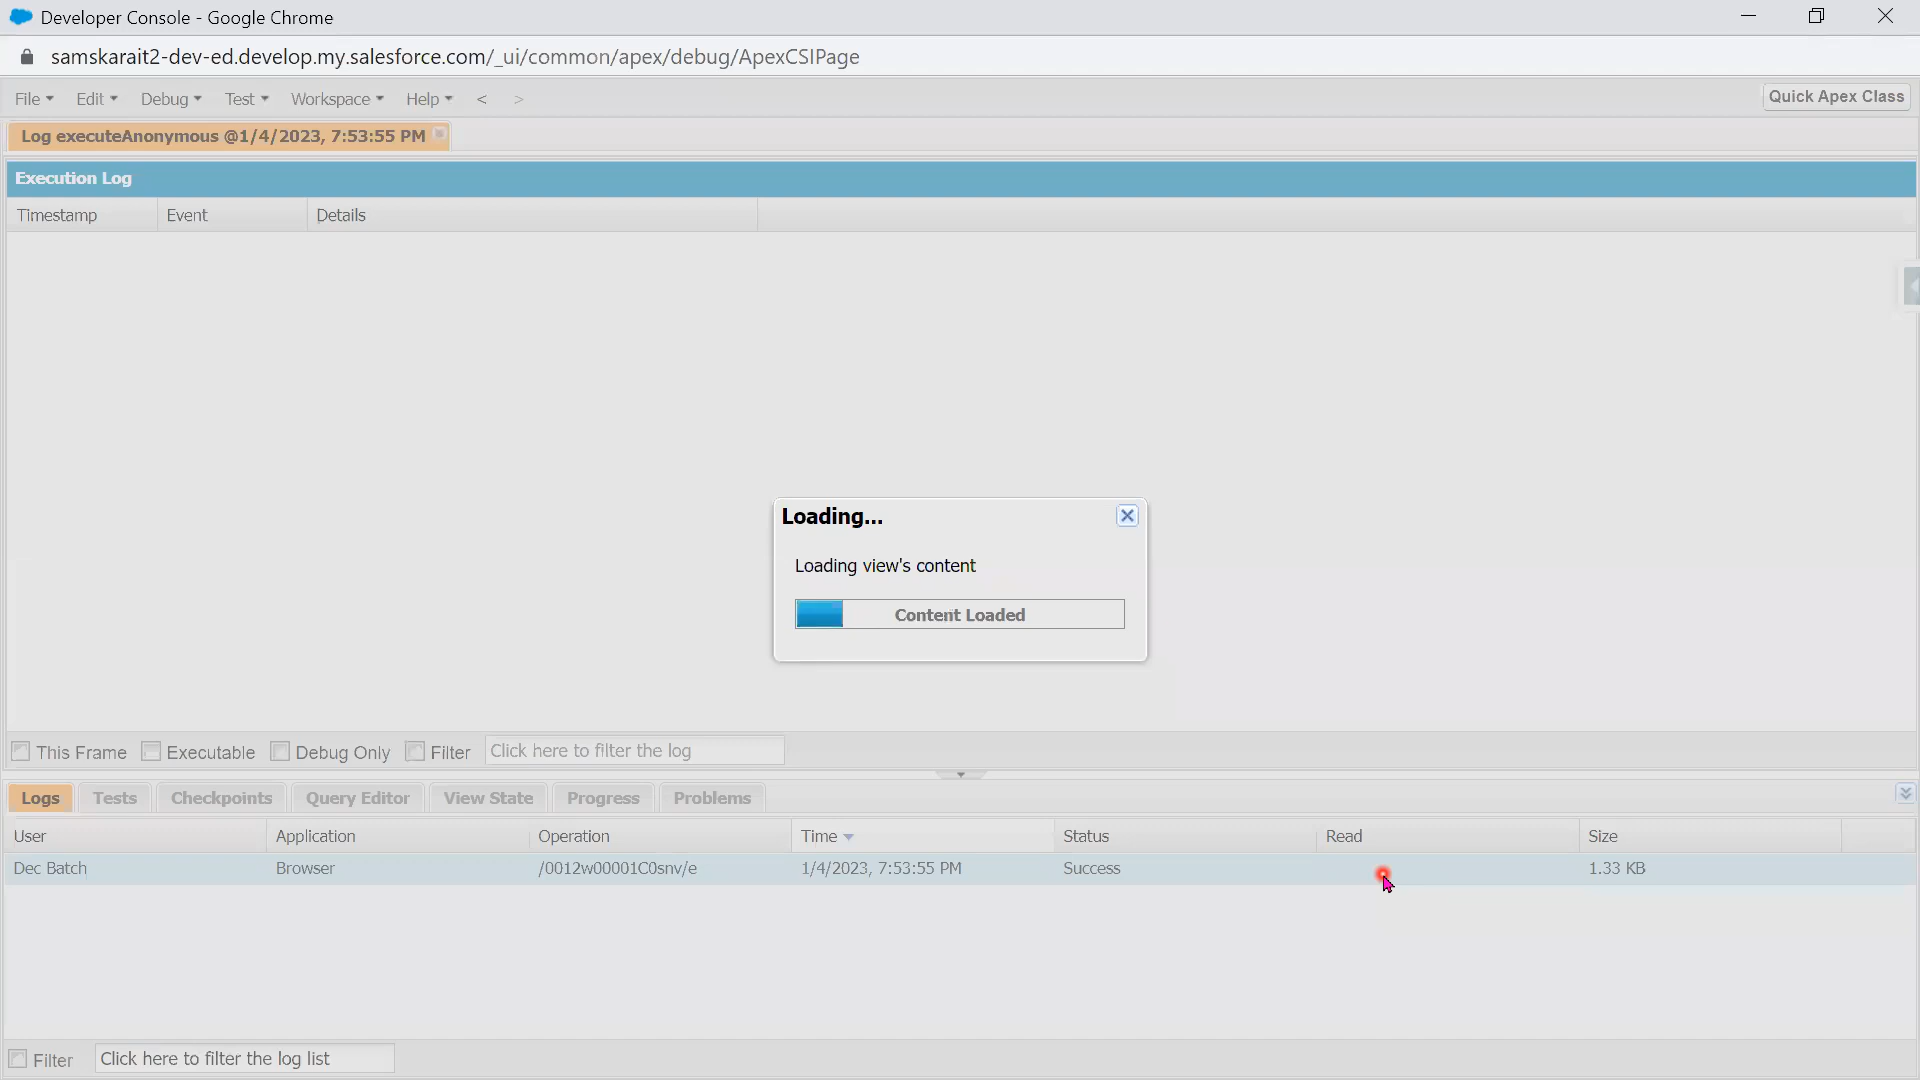 Developer Console - Google Chrome
samskarait2-dev-ed.develop.my.salesforce.com/_ui/common/apex/debug/ApexCSIPage
File Edit Debug Test Workspace Help < > Quick Apex Class
Log executeAnonymous @1/4/2023, 7:53:55 PM
Execution Log
Timestamp Event Details
Loading...
Loading view's content
Content Loaded
This Frame Executable Debug Only Filter Click here to filter the log
Logs Tests Checkpoints Query Editor View State Progress Problems
User Application Operation Time Status Read Size
Dec Batch Browser /0012w00001C0snv/e 1/4/2023, 7:53:55 PM Success 1.33 KB
Filter Click here to filter the log list